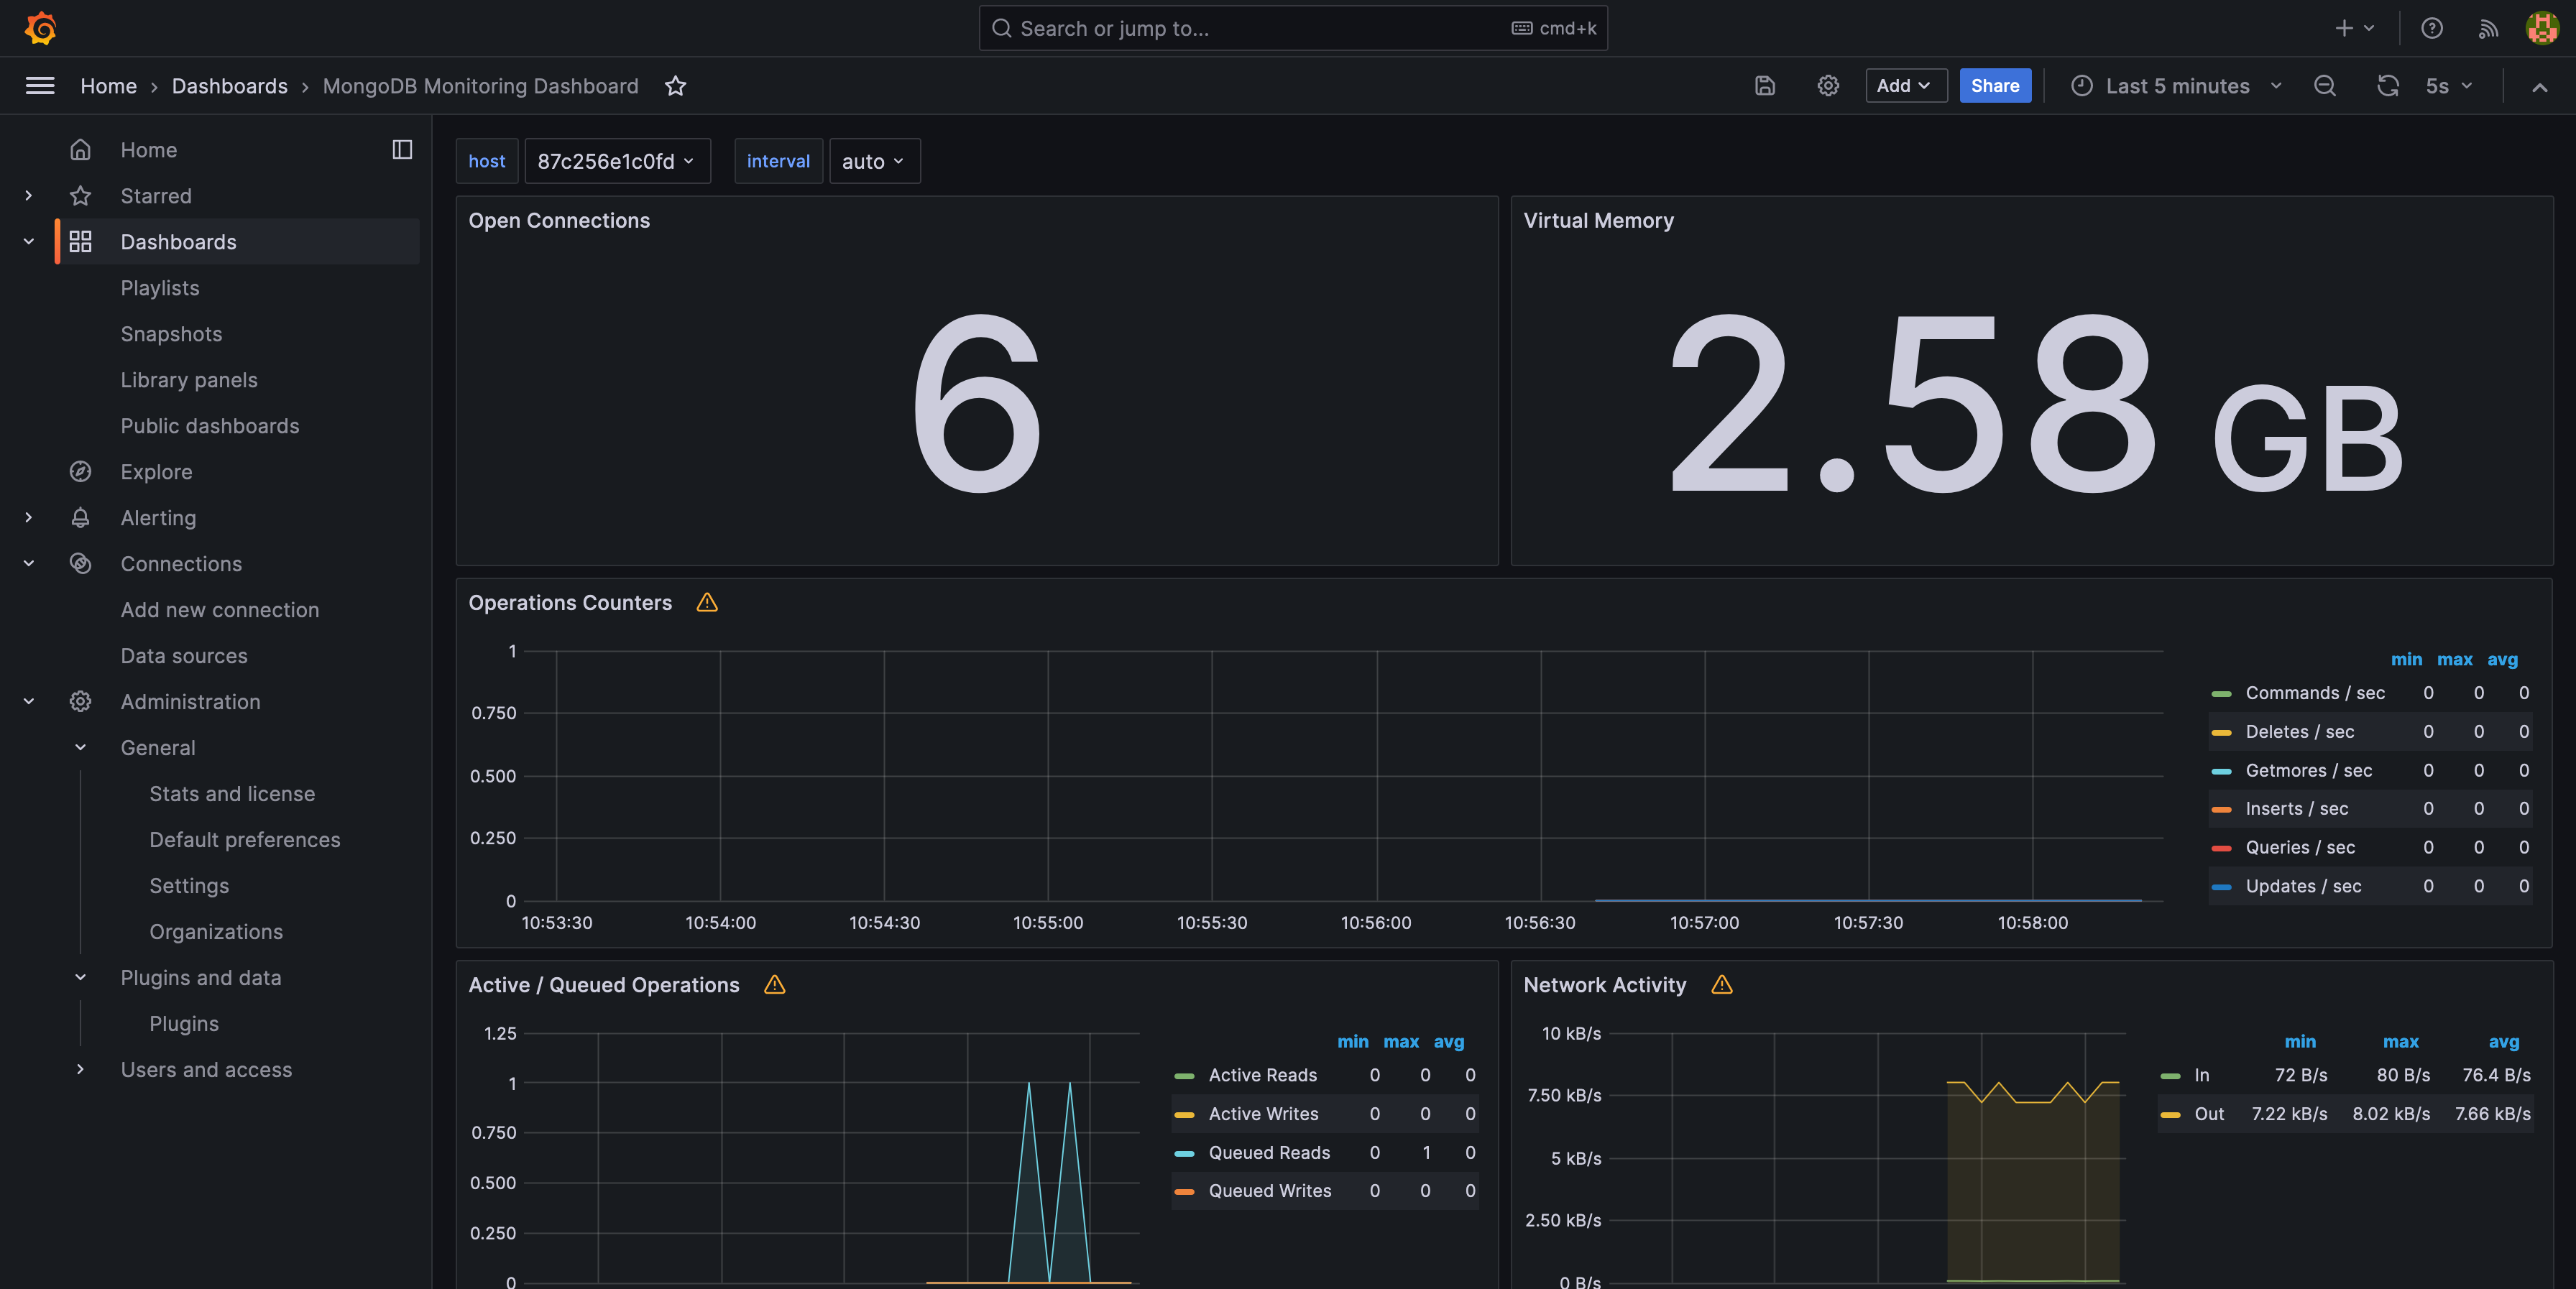 Search or jump to...
cmd+k
Home › Dashboards › MongoDB Monitoring Dashboard
Add
Share
Last 5 minutes
5s
Home
Starred
Dashboards
Playlists
Snapshots
Library panels
Public dashboards
Explore
Alerting
Connections
Add new connection
Data sources
Administration
General
Stats and license
Default preferences
Settings
Organizations
Plugins and data
Plugins
Users and access
host 87c256e1c0fd interval auto
Open Connections
6
Virtual Memory
2.58 GB
Operations Counters
1
0.750
0.500
0.250
0
10:53:30 10:54:00 10:54:30 10:55:00 10:55:30 10:56:00 10:56:30 10:57:00 10:57:30 10:58:00
min max avg
Commands / sec 0 0 0
Deletes / sec 0 0 0
Getmores / sec 0 0 0
Inserts / sec 0 0 0
Queries / sec 0 0 0
Updates / sec 0 0 0
Active / Queued Operations
1.25
1
0.750
0.500
0.250
0
min max avg
Active Reads 0 0 0
Active Writes 0 0 0
Queued Reads 0 1 0
Queued Writes 0 0 0
Network Activity
10 kB/s
7.50 kB/s
5 kB/s
2.50 kB/s
0 B/s
min max avg
In 72 B/s 80 B/s 76.4 B/s
Out 7.22 kB/s 8.02 kB/s 7.66 kB/s